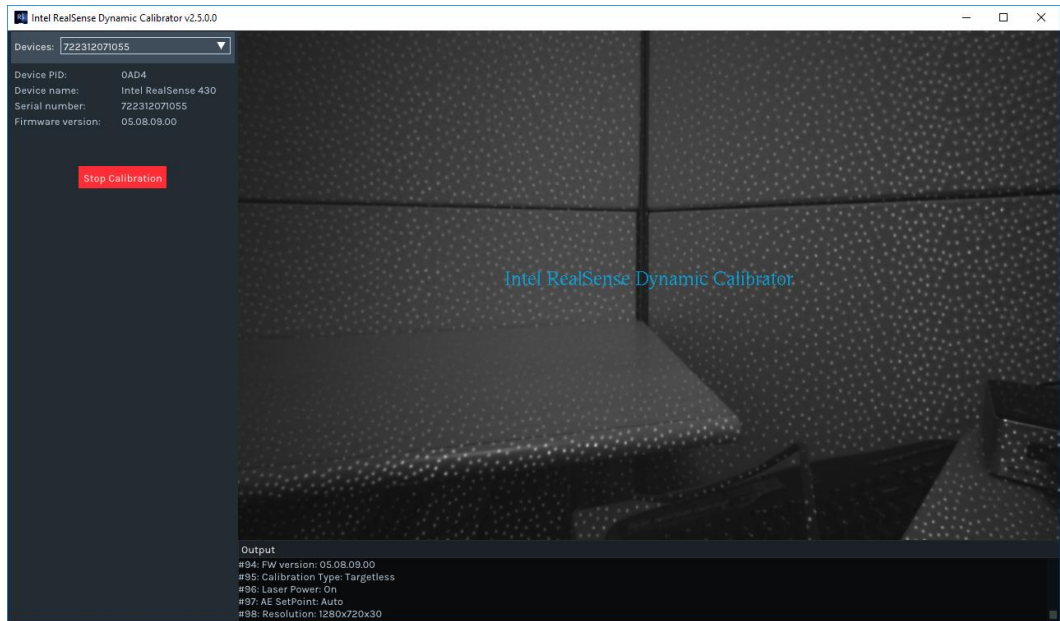 Intel RealSense Dynamic Calibrator v2.5.0.0
Devices: 722312071055
Device PID: 0AD4
Device name: Intel RealSense 430
Serial number: 722312071055
Firmware version: 05.08.09.00
Stop Calibration
Intel RealSense Dynamic Calibrator
Output
#94: FW version: 05.08.09.00
#95: Calibration Type: Targetless
#96: Laser Power: On
#97: AE SetPoint: Auto
#98: Resolution: 1280x720x30